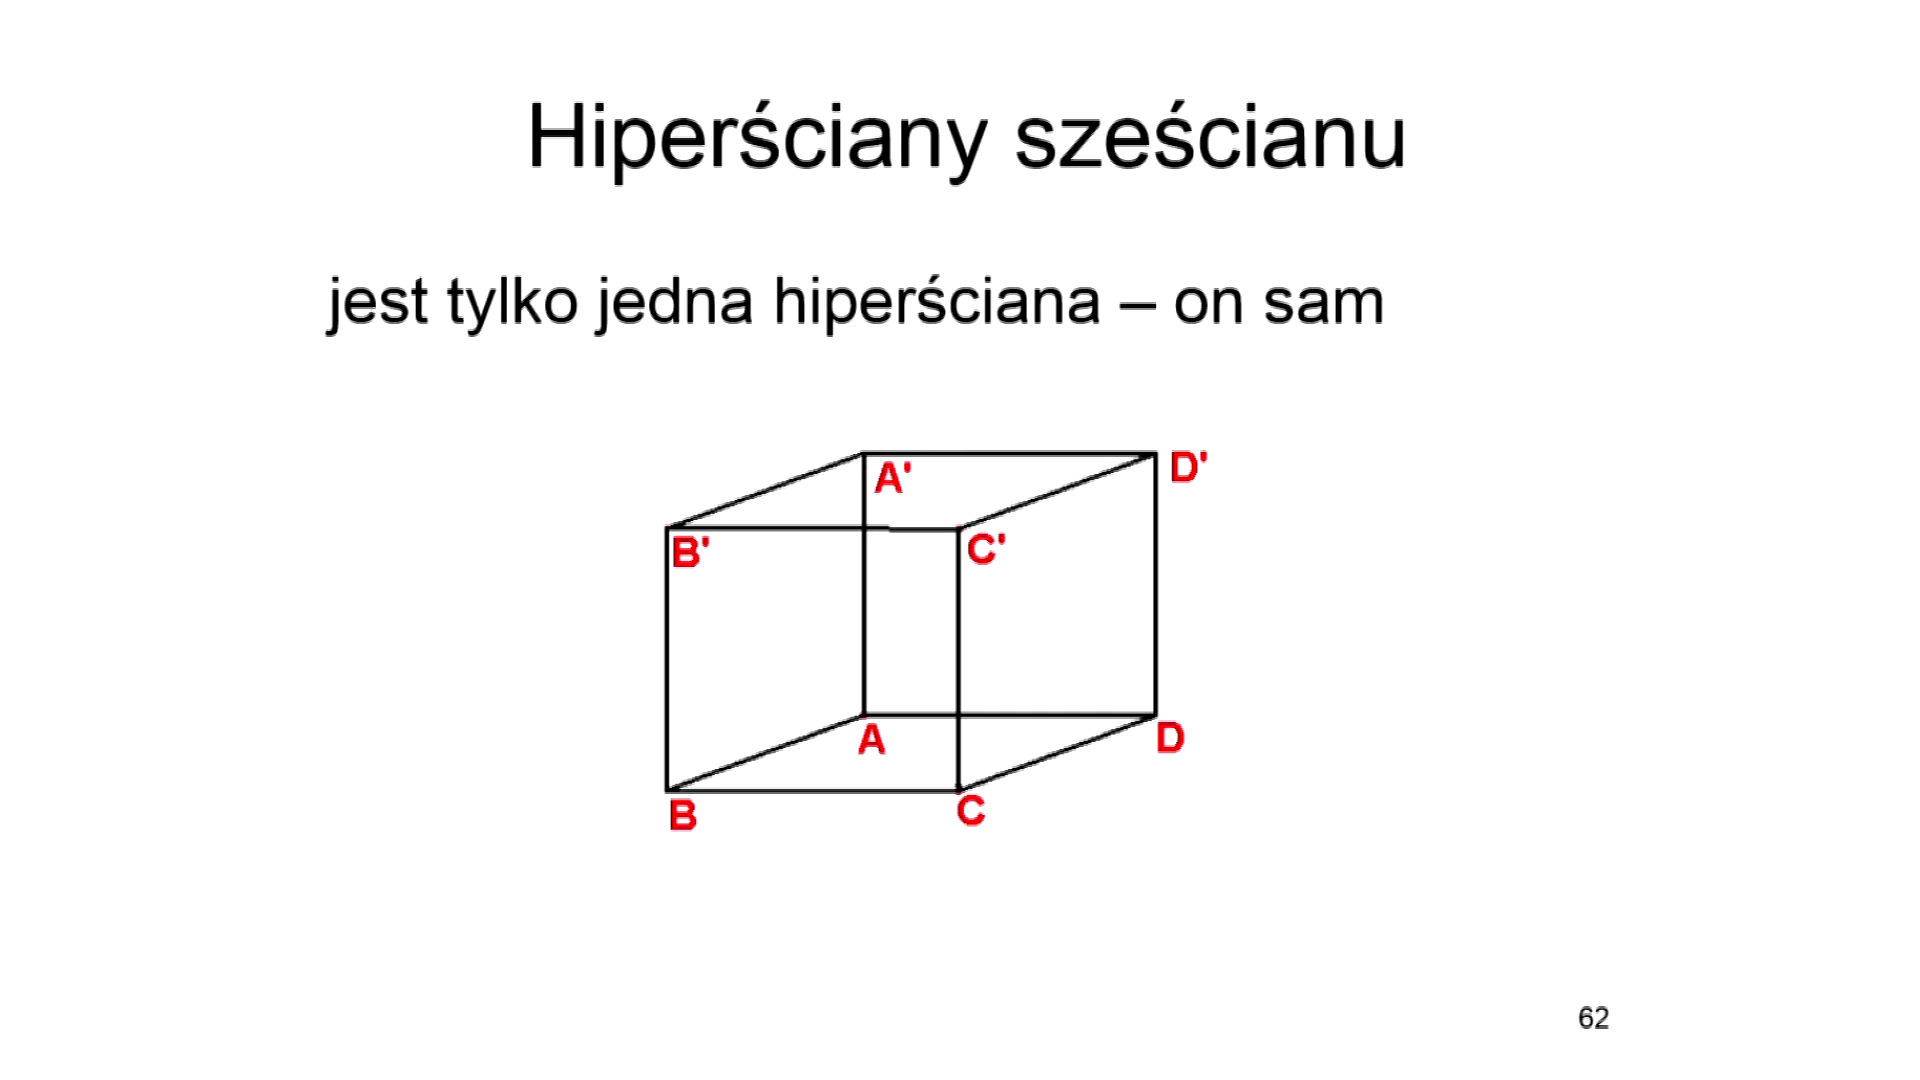 Hiperściany sześcianu
jest tylko jedna hiperściana – on sam
A'
D'
B'
C'
A
D
B
C
62